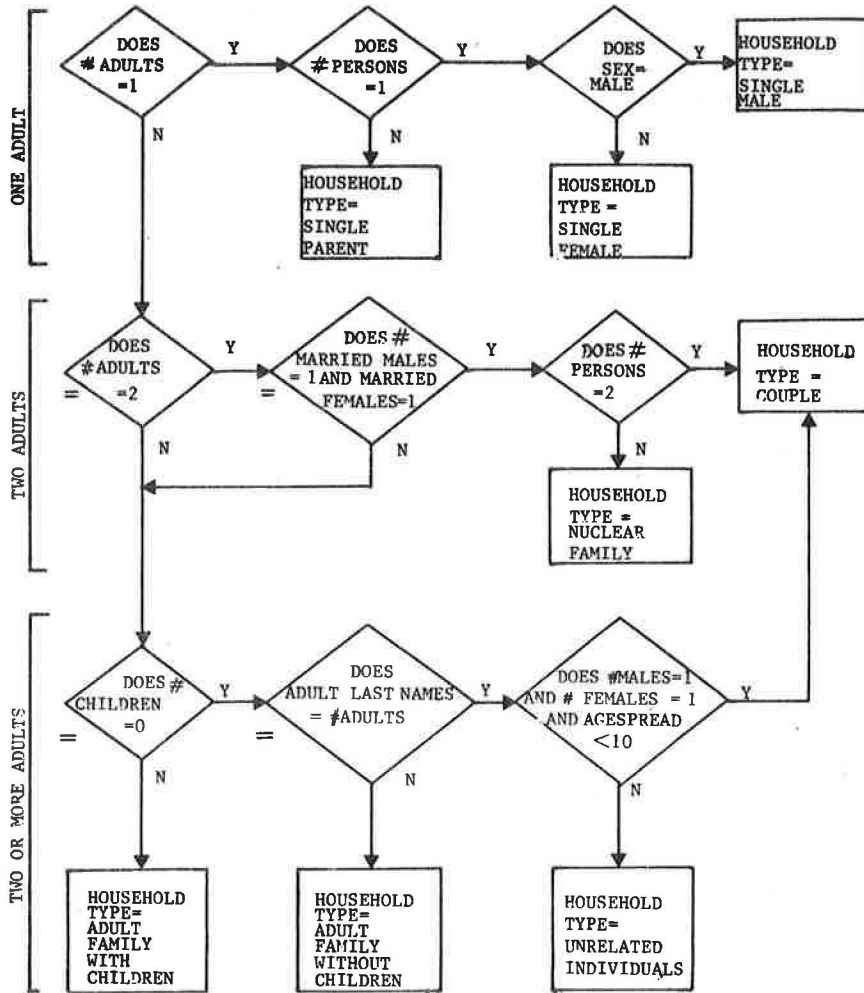 ONE ADULT
DOES
# ADULTS
=1
Y
N
DOES
# PERSONS
=1
Y
N
DOES
SEX=
MALE
Y
N
HOUSEHOLD
TYPE=
SINGLE
MALE
HOUSEHOLD
TYPE=
SINGLE
PARENT
HOUSEHOLD
TYPE =
SINGLE
FEMALE
TWO ADULTS
DOES
# ADULTS
=2
=
Y
N
DOES #
MARRIED MALES
= 1 AND MARRIED
FEMALES=1
=
Y
N
DOES #
PERSONS
=2
Y
N
HOUSEHOLD
TYPE =
COUPLE
HOUSEHOLD
TYPE =
NUCLEAR
FAMILY
TWO OR MORE ADULTS
DOES #
CHILDREN
=0
=
Y
N
DOES
ADULT LAST NAMES
= #ADULTS
=
Y
N
DOES #MALES=1
AND # FEMALES = 1
AND AGESPREAD
<10
Y
N
HOUSEHOLD
TYPE=
ADULT
FAMILY
WITH
CHILDREN
HOUSEHOLD
TYPE=
ADULT
FAMILY
WITHOUT
CHILDREN
HOUSEHOLD
TYPE=
UNRELATED
INDIVIDUALS